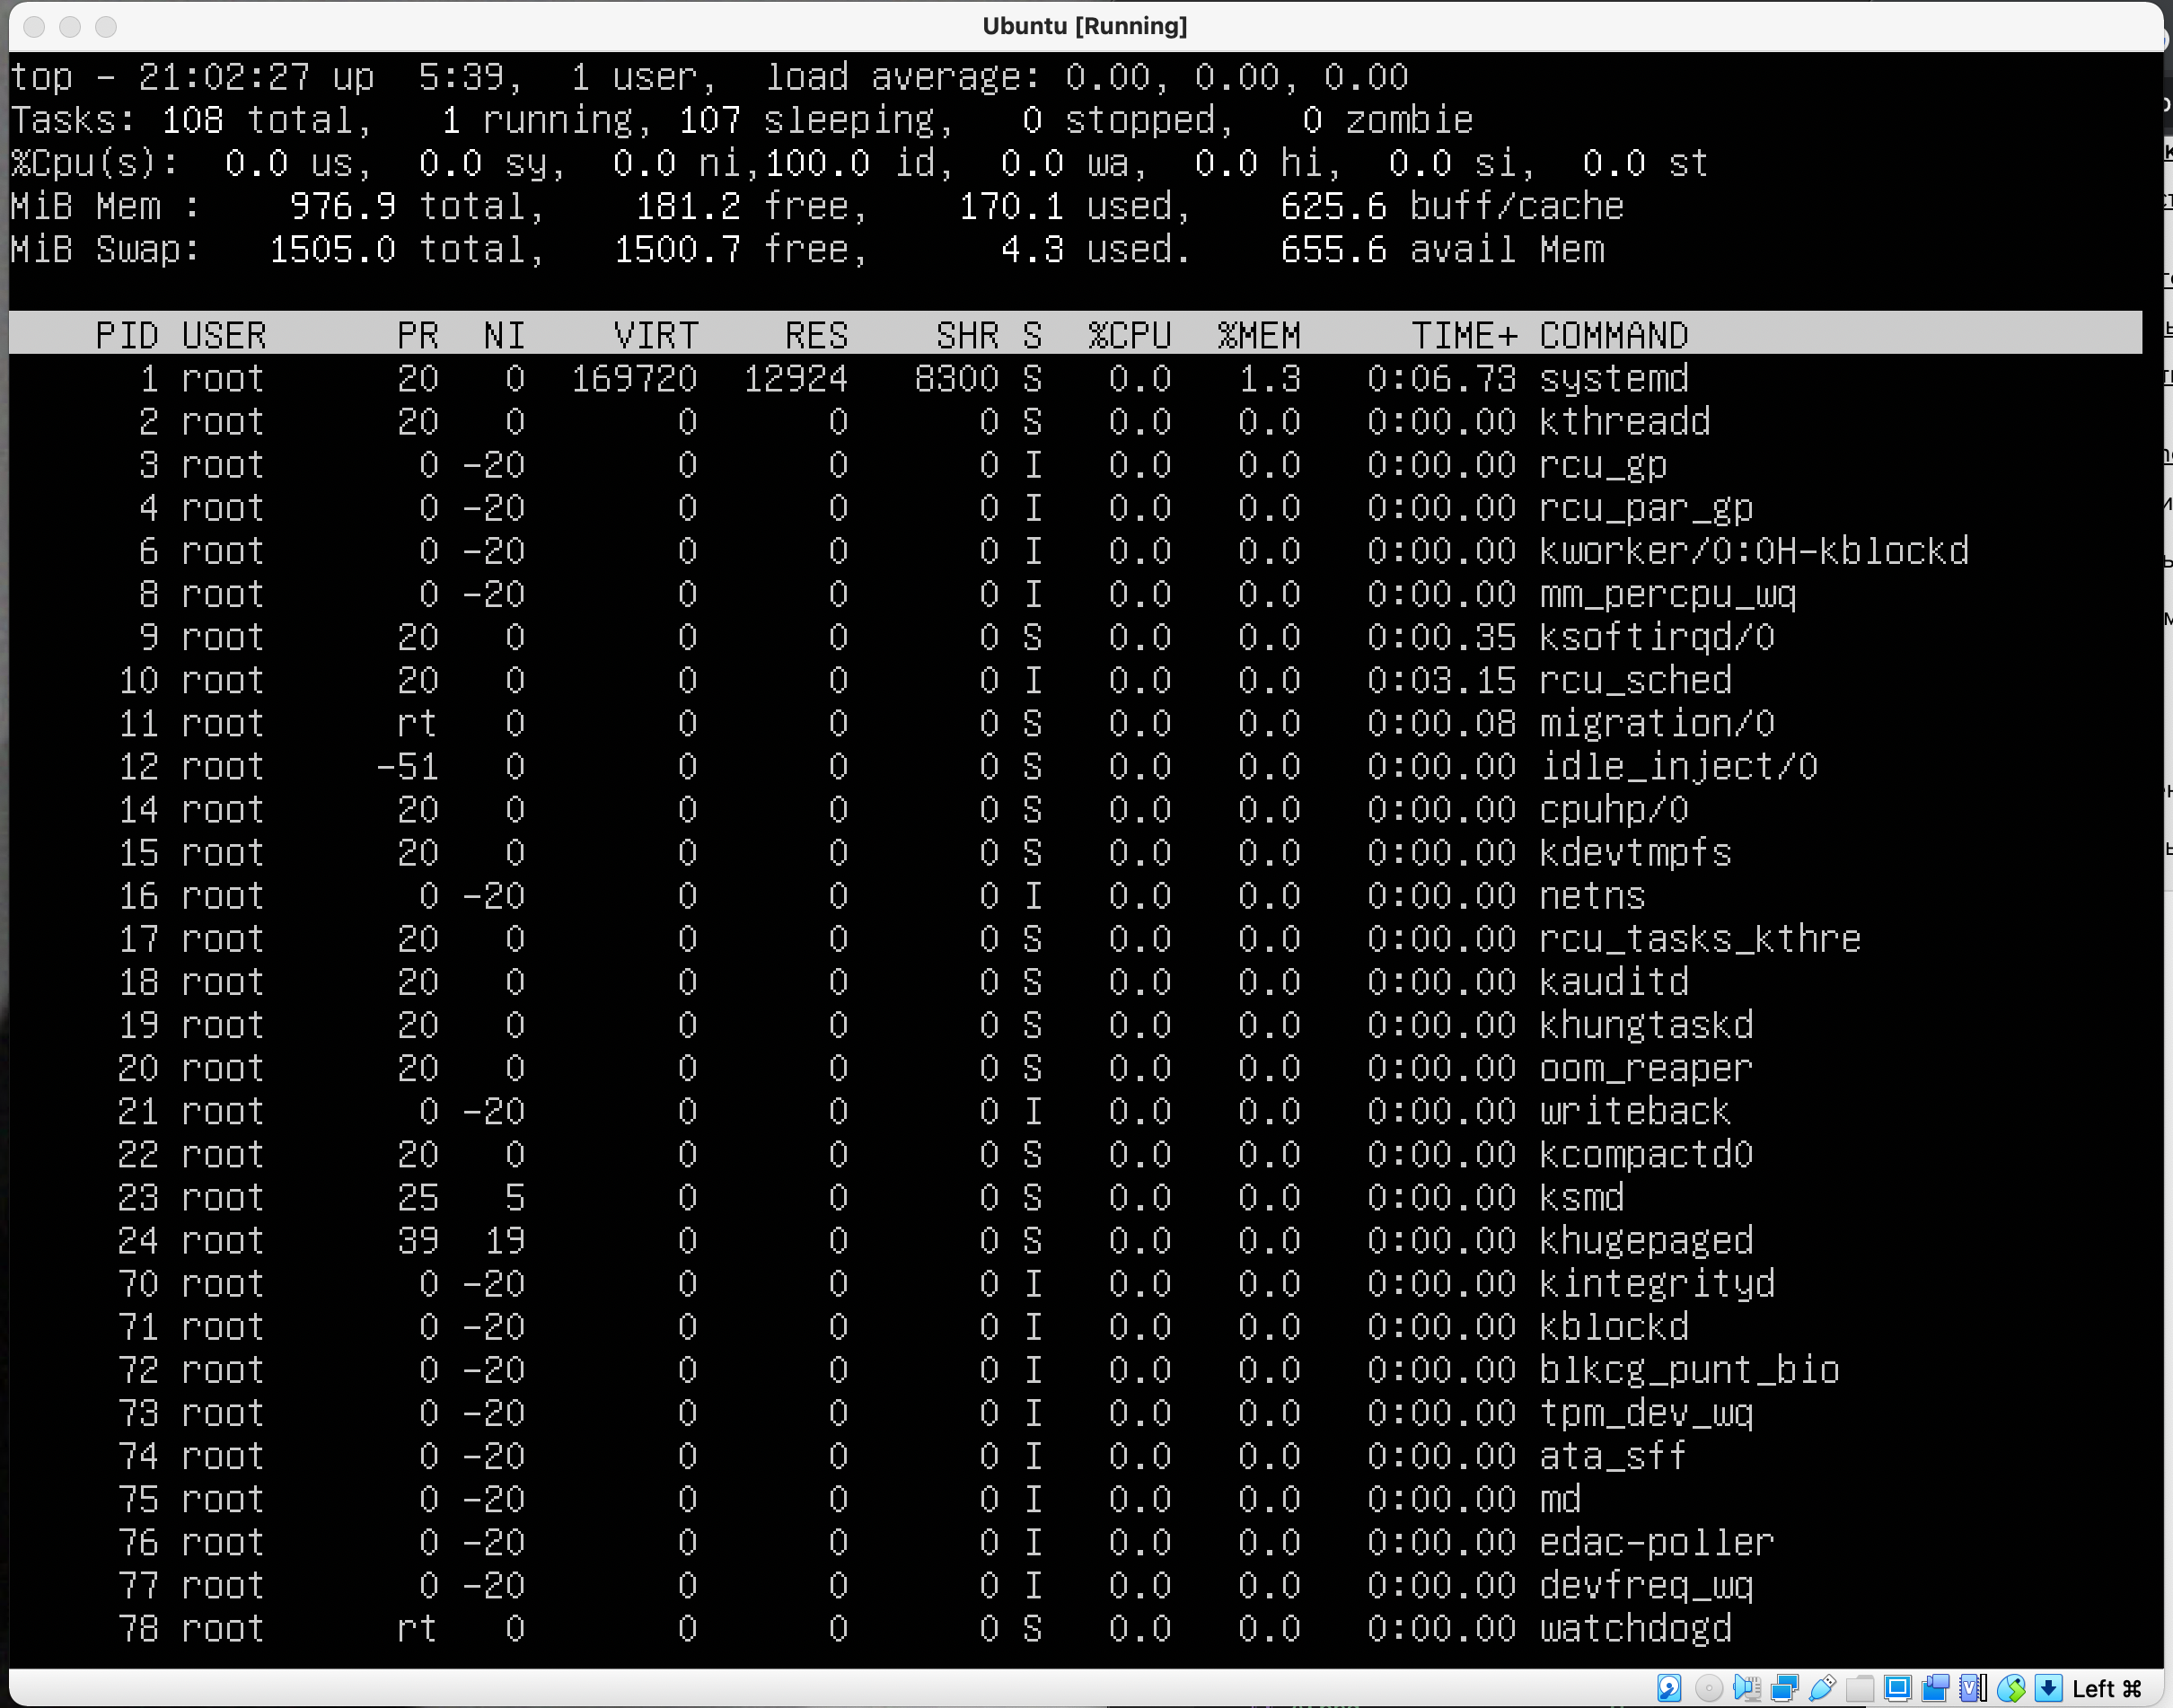 Ubuntu [Running]
top - 21:02:27 up  5:39,  1 user,  load average: 0.00, 0.00, 0.00
Tasks: 108 total,   1 running, 107 sleeping,   0 stopped,   0 zombie
%Cpu(s):  0.0 us,  0.0 sy,  0.0 ni,100.0 id,  0.0 wa,  0.0 hi,  0.0 si,  0.0 st
MiB Mem :    976.9 total,    181.2 free,    170.1 used,    625.6 buff/cache
MiB Swap:   1505.0 total,   1500.7 free,      4.3 used.    655.6 avail Mem
PID USER PR NI VIRT RES SHR S %CPU %MEM TIME+ COMMAND
1 root 20 0 169720 12924 8300 S 0.0 1.3 0:06.73 systemd
2 root 20 0 0 0 0 S 0.0 0.0 0:00.00 kthreadd
3 root 0 -20 0 0 0 I 0.0 0.0 0:00.00 rcu_gp
4 root 0 -20 0 0 0 I 0.0 0.0 0:00.00 rcu_par_gp
6 root 0 -20 0 0 0 I 0.0 0.0 0:00.00 kworker/0:0H-kblockd
8 root 0 -20 0 0 0 I 0.0 0.0 0:00.00 mm_percpu_wq
9 root 20 0 0 0 0 S 0.0 0.0 0:00.35 ksoftirqd/0
10 root 20 0 0 0 0 I 0.0 0.0 0:03.15 rcu_sched
11 root rt 0 0 0 0 S 0.0 0.0 0:00.08 migration/0
12 root -51 0 0 0 0 S 0.0 0.0 0:00.00 idle_inject/0
14 root 20 0 0 0 0 S 0.0 0.0 0:00.00 cpuhp/0
15 root 20 0 0 0 0 S 0.0 0.0 0:00.00 kdevtmpfs
16 root 0 -20 0 0 0 I 0.0 0.0 0:00.00 netns
17 root 20 0 0 0 0 S 0.0 0.0 0:00.00 rcu_tasks_kthre
18 root 20 0 0 0 0 S 0.0 0.0 0:00.00 kauditd
19 root 20 0 0 0 0 S 0.0 0.0 0:00.00 khungtaskd
20 root 20 0 0 0 0 S 0.0 0.0 0:00.00 oom_reaper
21 root 0 -20 0 0 0 I 0.0 0.0 0:00.00 writeback
22 root 20 0 0 0 0 S 0.0 0.0 0:00.00 kcompactd0
23 root 25 5 0 0 0 S 0.0 0.0 0:00.00 ksmd
24 root 39 19 0 0 0 S 0.0 0.0 0:00.00 khugepaged
70 root 0 -20 0 0 0 I 0.0 0.0 0:00.00 kintegrityd
71 root 0 -20 0 0 0 I 0.0 0.0 0:00.00 kblockd
72 root 0 -20 0 0 0 I 0.0 0.0 0:00.00 blkcg_punt_bio
73 root 0 -20 0 0 0 I 0.0 0.0 0:00.00 tpm_dev_wq
74 root 0 -20 0 0 0 I 0.0 0.0 0:00.00 ata_sff
75 root 0 -20 0 0 0 I 0.0 0.0 0:00.00 md
76 root 0 -20 0 0 0 I 0.0 0.0 0:00.00 edac-poller
77 root 0 -20 0 0 0 I 0.0 0.0 0:00.00 devfreq_wq
78 root rt 0 0 0 0 S 0.0 0.0 0:00.00 watchdogd
Left ⌘